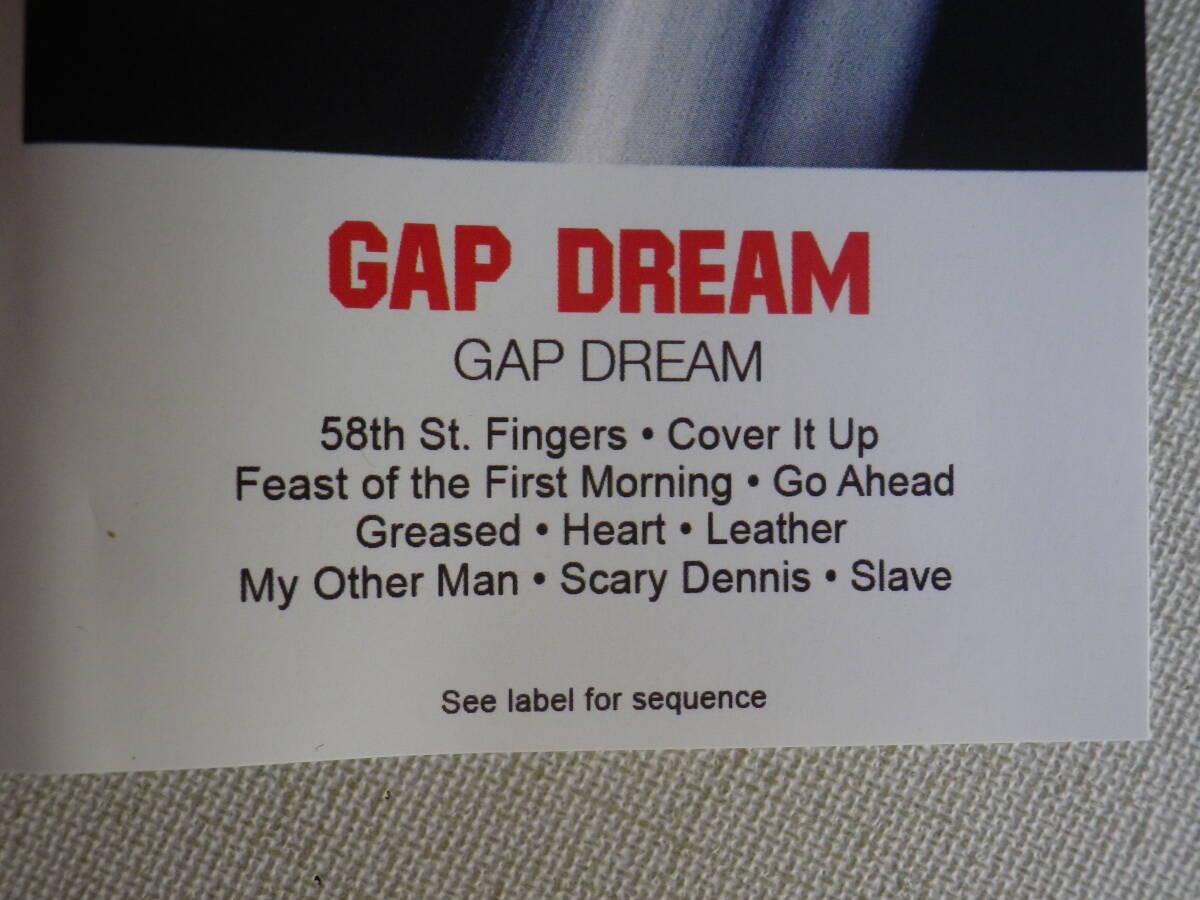 GAP DREAM
GAP DREAM
58th St. Fingers • Cover It Up
Feast of the First Morning • Go Ahead
Greased • Heart • Leather
My Other Man • Scary Dennis • Slave
See label for sequence